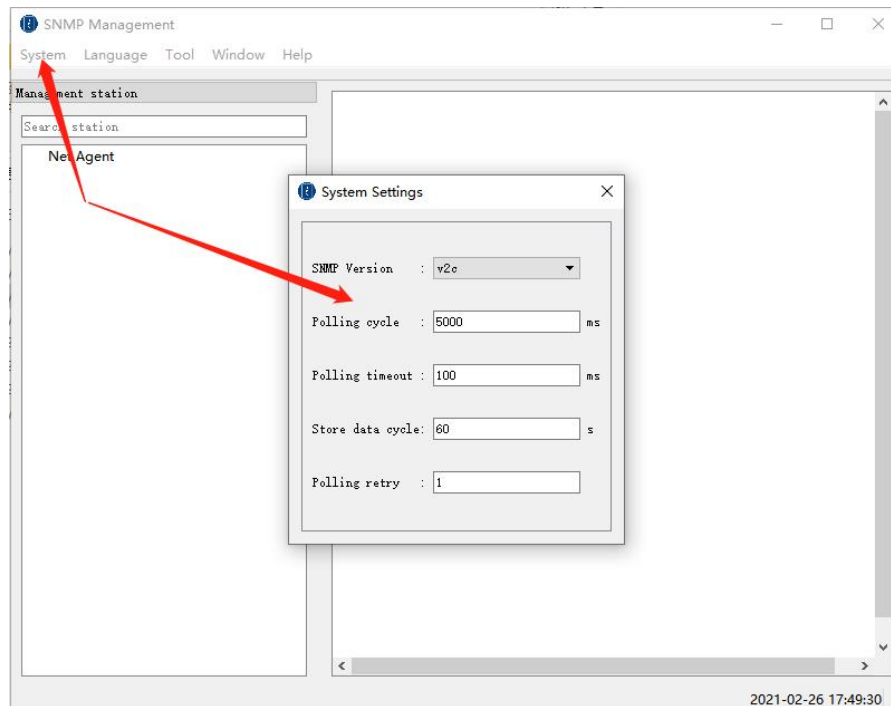 SNMP Management
System Language Tool Window Help
Management station
Search station
Net Agent
System Settings
SNMP Version : v2c
Polling cycle : 5000 ms
Polling timeout : 100 ms
Store data cycle: 60 s
Polling retry : 1
2021-02-26 17:49:30